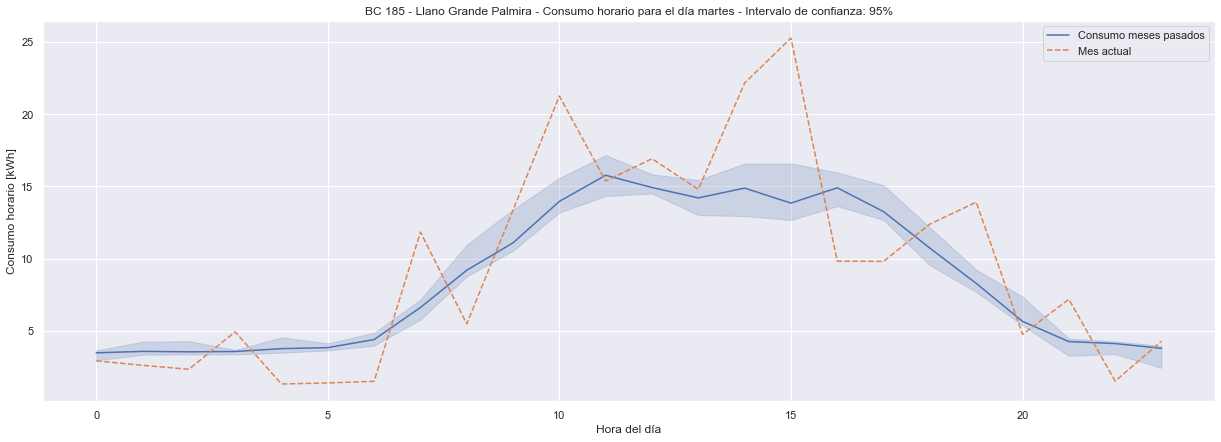 BC 185 - Llano Grande Palmira - Consumo horario para el día martes - Intervalo de confianza: 95%
Consumo meses pasados
Mes actual
25
20
15
10
5
Consumo horario [kWh]
0
5
10
15
20
Hora del día